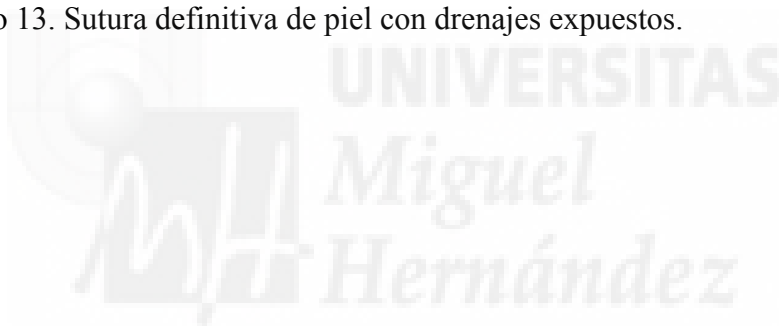 o 13. Sutura definitiva de piel con drenajes expuestos.
UNIVERSITAS
Miguel
Hernández